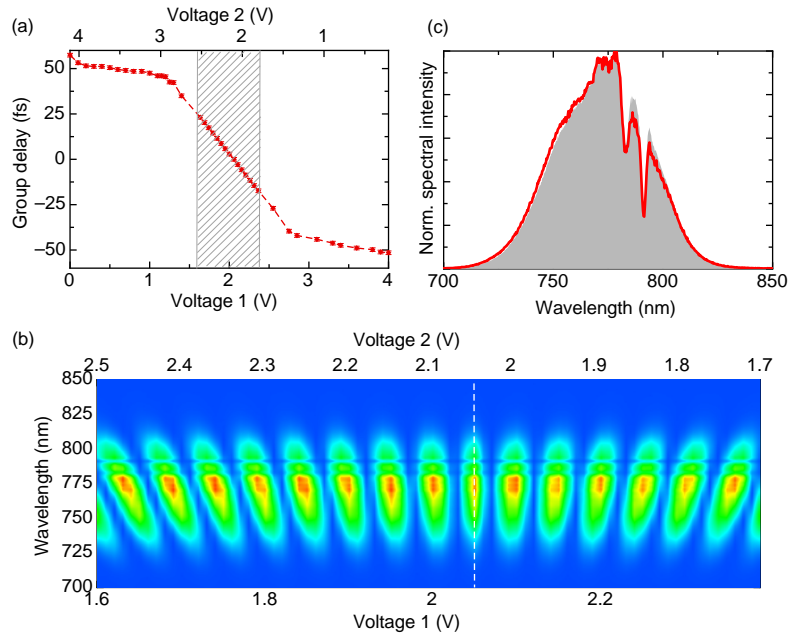 (a)
Voltage 2 (V)
4 3 2 1
50
25
0
−25
−50
Group delay (fs)
0 1 2 3 4
Voltage 1 (V)
(c)
Norm. spectral intensity
700 750 800 850
Wavelength (nm)
(b)
Voltage 2 (V)
2.5 2.4 2.3 2.2 2.1 2 1.9 1.8 1.7
850
825
800
775
750
725
700
Wavelength (nm)
1.6 1.8 2 2.2
Voltage 1 (V)